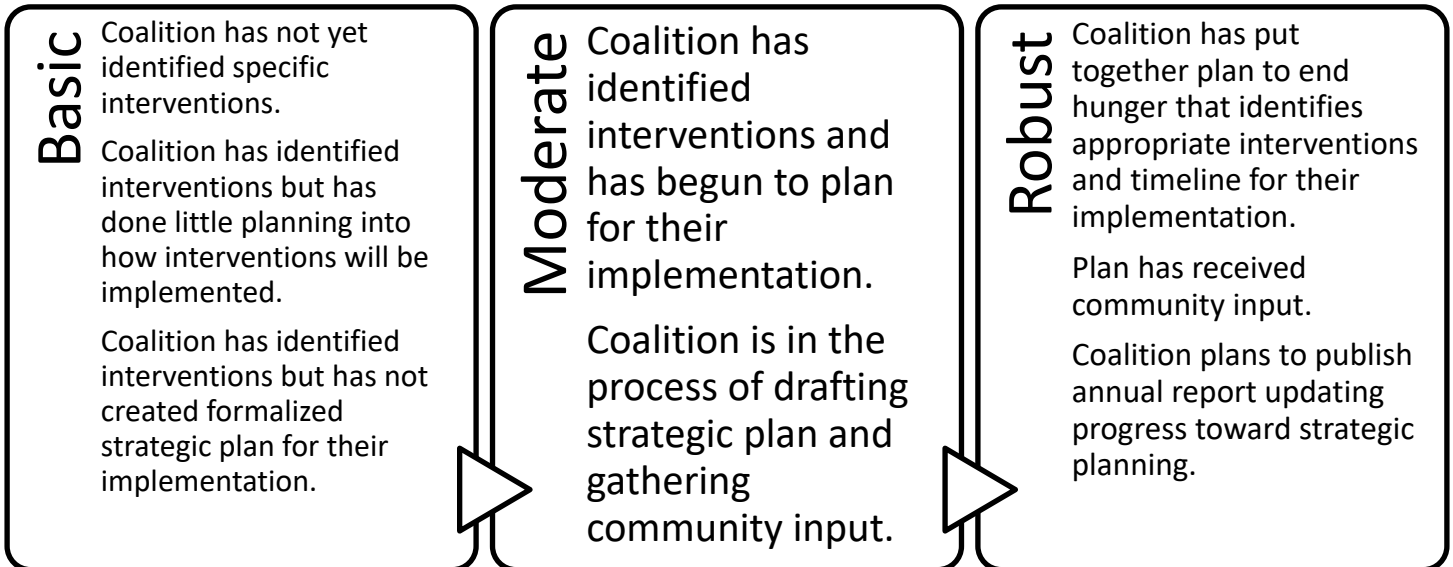 Basic
Coalition has not yet
identified specific
interventions.
Coalition has identified
interventions but has
done little planning into
how interventions will be
implemented.
Coalition has identified
interventions but has not
created formalized
strategic plan for their
implementation.
Moderate
Coalition has
identified
interventions and
has begun to plan
for their
implementation.
Coalition is in the
process of drafting
strategic plan and
gathering
community input.
Robust
Coalition has put
together plan to end
hunger that identifies
appropriate interventions
and timeline for their
implementation.
Plan has received
community input.
Coalition plans to publish
annual report updating
progress toward strategic
planning.